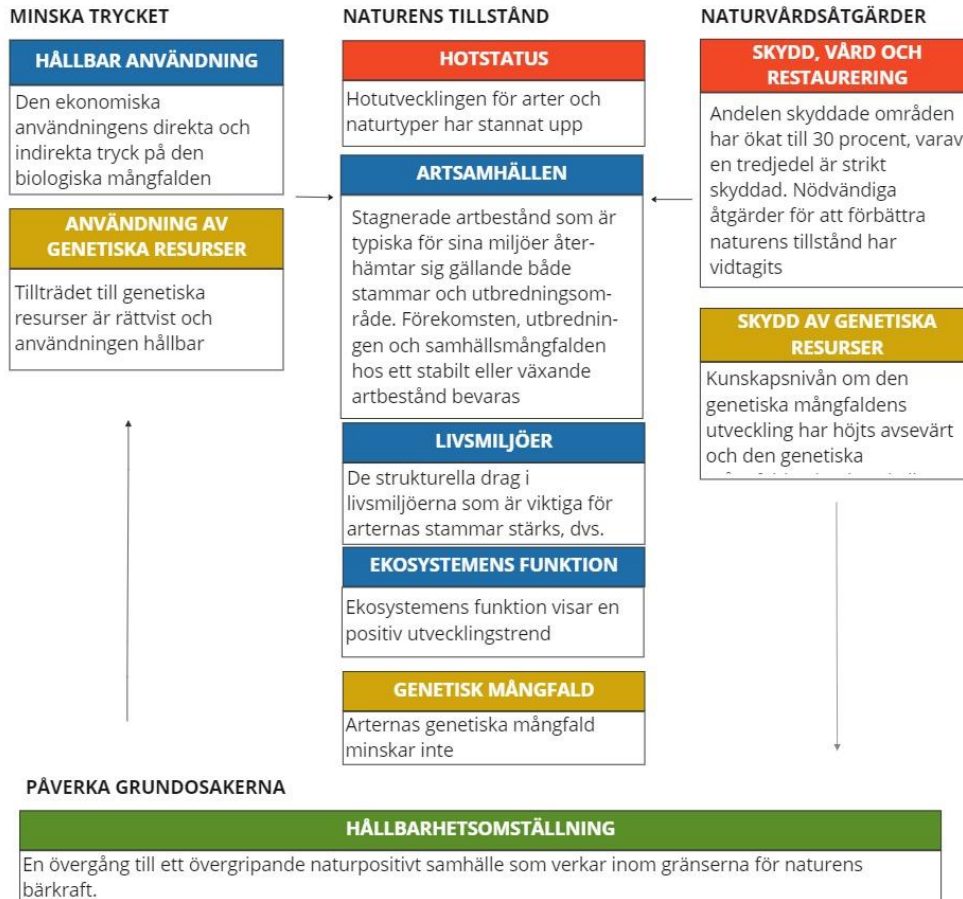 MINSKA TRYCKET
HÅLLBAR ANVÄNDNING
Den ekonomiska
användningens direkta och
indirekta tryck på den
biologiska mångfalden
ANVÄNDNING AV
GENETISKA RESURSER
Tillträdet till genetiska
resurser är rättvist och
användningen hållbar
NATURENS TILLSTÅND
HOTSTATUS
Hotutvecklingen för arter och
naturtyper har stannat upp
ARTSAMHÄLLEN
Stagnerade artbestånd som är
typiska för sina miljöer åter-
hämtar sig gällande både
stammar och utbredningsom-
råde. Förekomsten, utbrednin-
gen och samhällsmångfalden
hos ett stabilt eller växande
artbestånd bevaras
LIVSMILJÖER
De strukturella drag i
livsmiljöerna som är viktiga för
arternas stammar stärks, dvs.
EKOSYSTEMENS FUNKTION
Ekosystemens funktion visar en
positiv utvecklingstrend
GENETISK MÅNGFALD
Arternas genetiska mångfald
minskar inte
NATURVÅRDSÅTGÄRDER
SKYDD, VÅRD OCH
RESTAURERING
Andelen skyddade områden
har ökat till 30 procent, varav
en tredjedel är strikt
skyddad. Nödvändiga
åtgärder för att förbättra
naturens tillstånd har
vidtagits
SKYDD AV GENETISKA
RESURSER
Kunskapsnivån om den
genetiska mångfaldens
utveckling har höjts avsevärt
och den genetiska
PÅVERKA GRUNDOSAKERNA
HÅLLBARHETSOMSTÄLLNING
En övergång till ett övergripande naturpositivt samhälle som verkar inom gränserna för naturens
bärkraft.